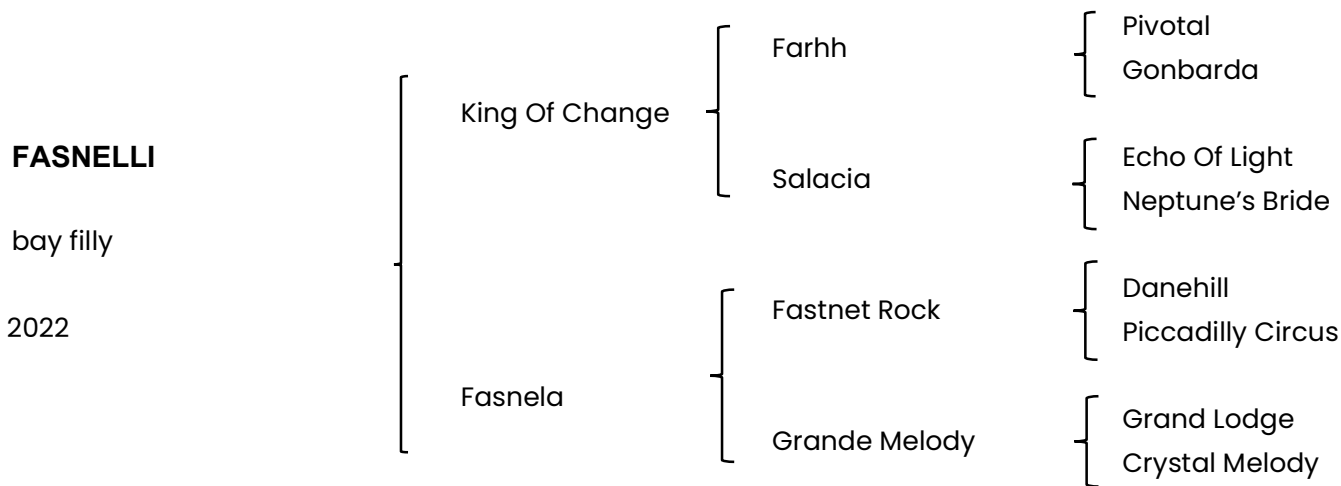 FASNELLI
bay filly
2022
King Of Change
Fasnela
Farhh
Salacia
Fastnet Rock
Grande Melody
Pivotal
Gonbarda
Echo Of Light
Neptune’s Bride
Danehill
Piccadilly Circus
Grand Lodge
Crystal Melody